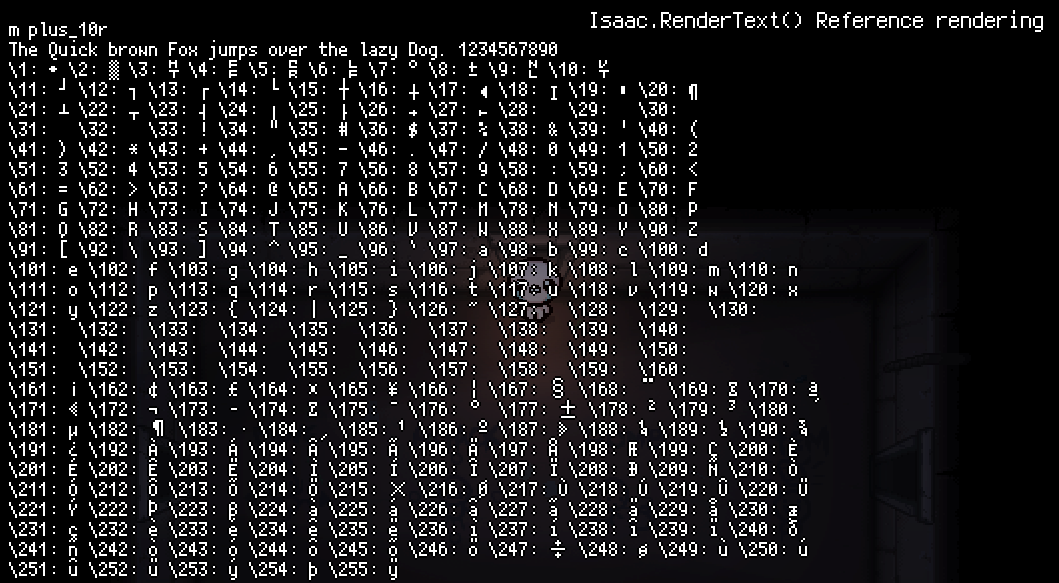 Isaac.RenderText() Reference rendering
m plus_10r
The Quick brown Fox jumps over the lazy Dog. 1234567890
\1: \2: ▒ \3: \4: \5: \6: \7: ° \8: ± \9: \10:
\11: ┘ \12: ┐ \13: ┌ \14: └ \15: ┼ \16: \17: \18: \19: \20: ¶
\21: ┴ \22: ┬ \23: ┤ \24: \25: \26: \27: \28: \29: \30:
\31: \32: \33: ! \34: " \35: # \36: $ \37: % \38: & \39: ' \40: (
\41: ) \42: * \43: + \44: , \45: - \46: . \47: / \48: 0 \49: 1 \50: 2
\51: 3 \52: 4 \53: 5 \54: 6 \55: 7 \56: 8 \57: 9 \58: : \59: ; \60: <
\61: = \62: > \63: ? \64: @ \65: A \66: B \67: C \68: D \69: E \70: F
\71: G \72: H \73: I \74: J \75: K \76: L \77: M \78: N \79: O \80: P
\81: Q \82: R \83: S \84: T \85: U \86: V \87: W \88: X \89: Y \90: Z
\91: [ \92: \ \93: ] \94: ^ \95: _ \96: ` \97: a \98: b \99: c \100: d
\101: e \102: f \103: g \104: h \105: i \106: j \107: k \108: l \109: m \110: n
\111: o \112: p \113: q \114: r \115: s \116: t \117: u \118: v \119: w \120: x
\121: y \122: z \123: { \124: | \125: } \126: ~ \127: \128: \129: \130:
\131: \132: \133: \134: \135: \136: \137: \138: \139: \140:
\141: \142: \143: \144: \145: \146: \147: \148: \149: \150:
\151: \152: \153: \154: \155: \156: \157: \158: \159: \160:
\161: ¡ \162: ¢ \163: £ \164: ¤ \165: ¥ \166: ¦ \167: § \168: ¨ \169: \170: ª
\171: « \172: ¬ \173: - \174: \175: ¯ \176: ° \177: ± \178: ² \179: ³ \180:
\181: µ \182: ¶ \183: · \184: ¸ \185: ¹ \186: º \187: » \188: ¼ \189: ½ \190: ¾
\191: ¿ \192: À \193: Á \194: Â \195: Ã \196: Ä \197: Å \198: Æ \199: Ç \200: È
\201: É \202: Ê \203: Ë \204: Ì \205: Í \206: Î \207: Ï \208: Ð \209: Ñ \210: Ò
\211: Ó \212: Ô \213: Õ \214: Ö \215: × \216: Ø \217: Ù \218: Ú \219: Û \220: Ü
\221: Ý \222: Þ \223: ß \224: à \225: á \226: â \227: ã \228: ä \229: å \230: æ
\231: ç \232: è \233: é \234: ê \235: ë \236: ì \237: í \238: î \239: ï \240: ð
\241: ñ \242: ò \243: ó \244: ô \245: õ \246: ö \247: ÷ \248: ø \249: ù \250: ú
\251: û \252: ü \253: ý \254: þ \255: ÿ